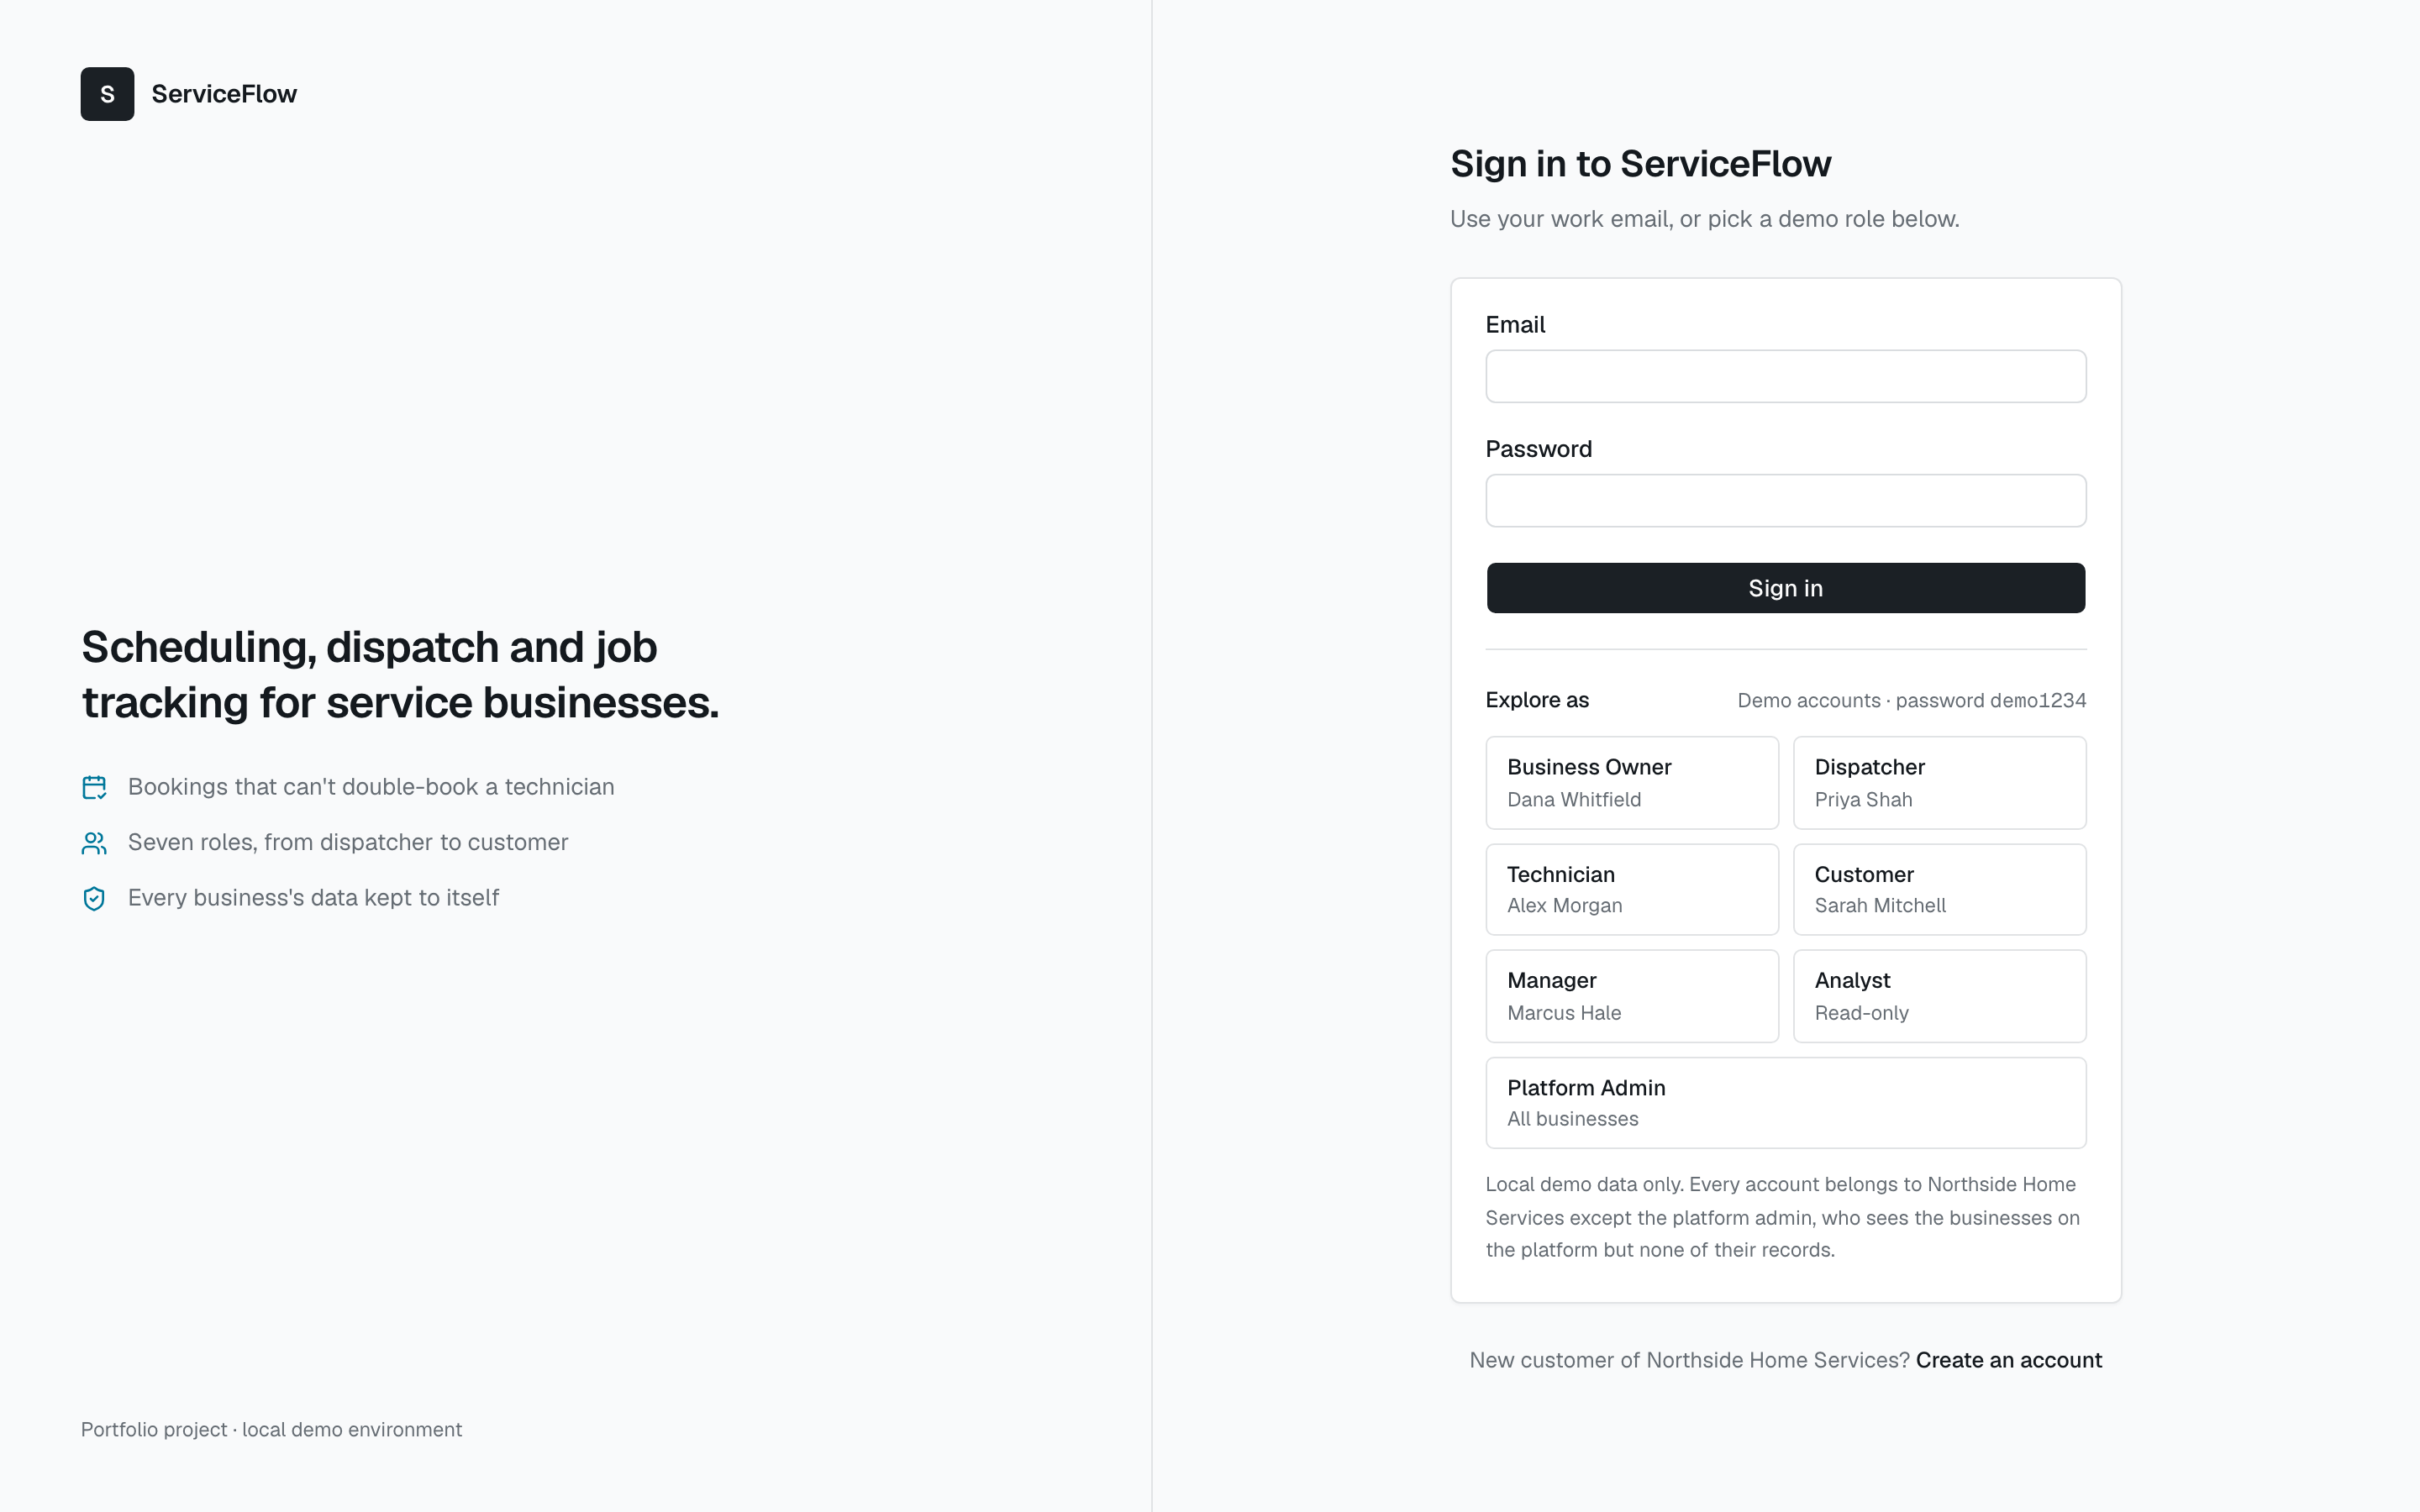 S
ServiceFlow
Scheduling, dispatch and job
tracking for service businesses.
Bookings that can't double-book a technician
Seven roles, from dispatcher to customer
Every business's data kept to itself
Portfolio project · local demo environment
Sign in to ServiceFlow
Use your work email, or pick a demo role below.
Email
Password
Sign in
Explore as
Demo accounts · password demo1234
Business Owner
Dana Whitfield
Dispatcher
Priya Shah
Technician
Alex Morgan
Customer
Sarah Mitchell
Manager
Marcus Hale
Analyst
Read-only
Platform Admin
All businesses
Local demo data only. Every account belongs to Northside Home
Services except the platform admin, who sees the businesses on
the platform but none of their records.
New customer of Northside Home Services? Create an account